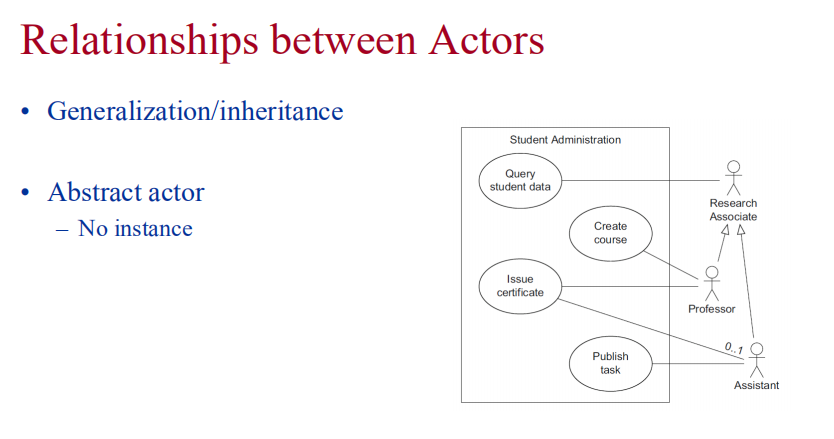 Relationships between Actors
• Generalization/inheritance
• Abstract actor
– No instance
Student Administration
Query
student data
Create
course
Issue
certificate
Publish
task
Research
Associate
Professor
0..1
Assistant